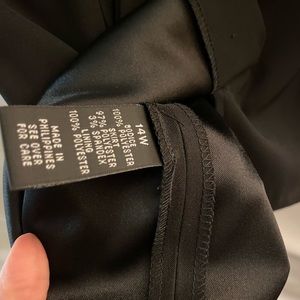 14W
BODICE
100% POLYESTER
SKIRT
97% POLYESTER
3% SPANDEX
LINING
100% POLYESTER
MADE IN
PHILIPPINES
SEE OVER
FOR CARE